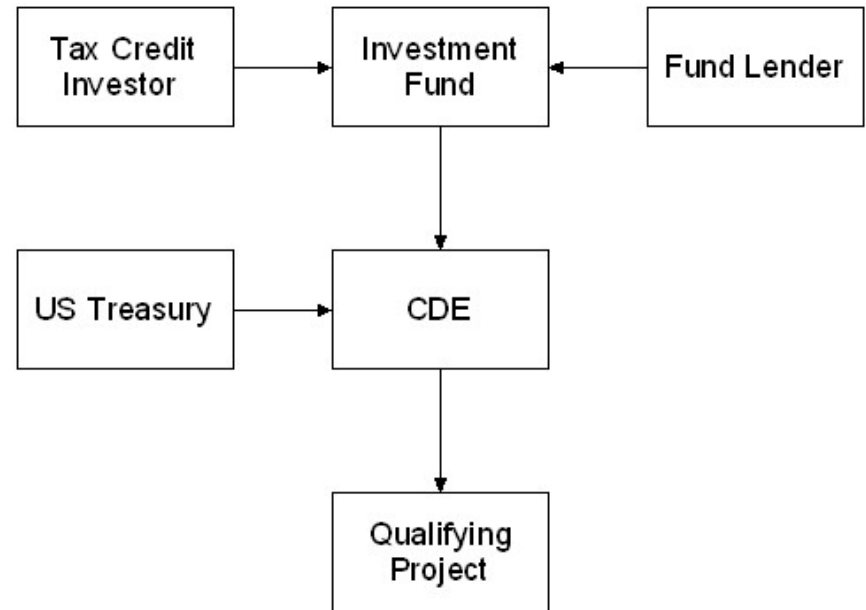 Tax Credit
Investor
Investment
Fund
Fund Lender
US Treasury
CDE
Qualifying
Project